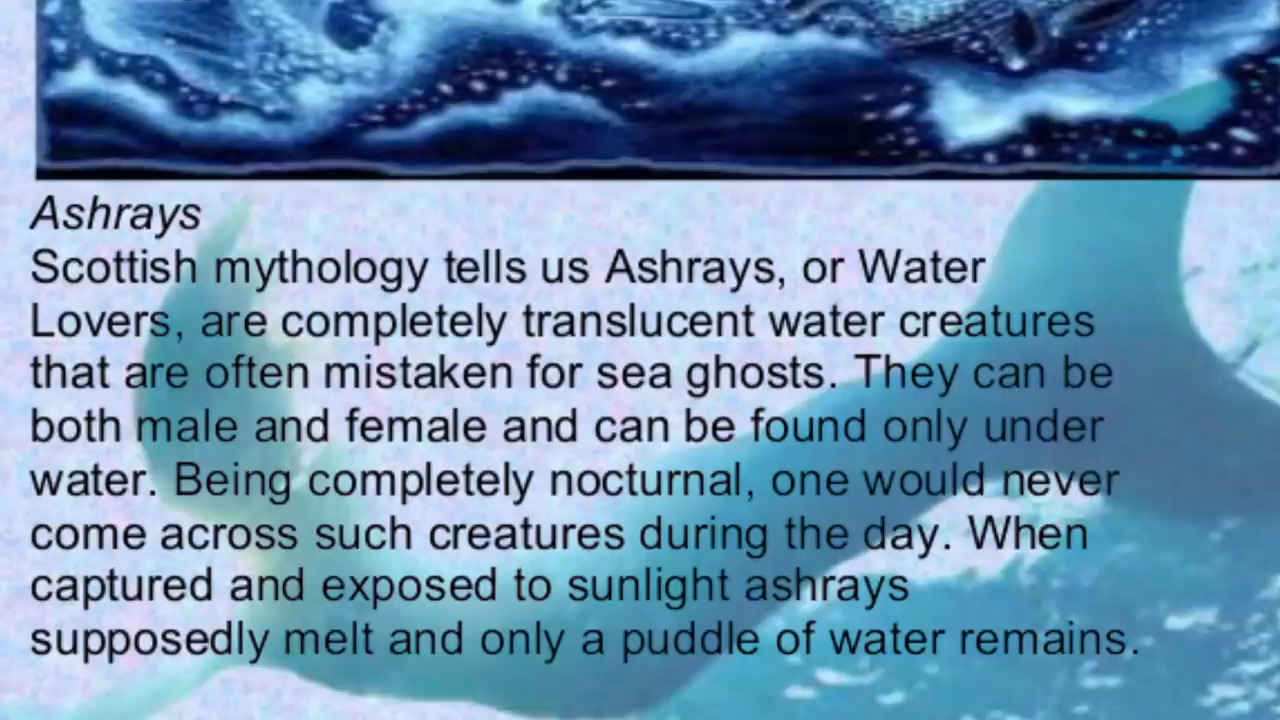 Ashrays
Scottish mythology tells us Ashrays, or Water
Lovers, are completely translucent water creatures
that are often mistaken for sea ghosts. They can be
both male and female and can be found only under
water. Being completely nocturnal, one would never
come across such creatures during the day. When
captured and exposed to sunlight ashrays
supposedly melt and only a puddle of water remains.